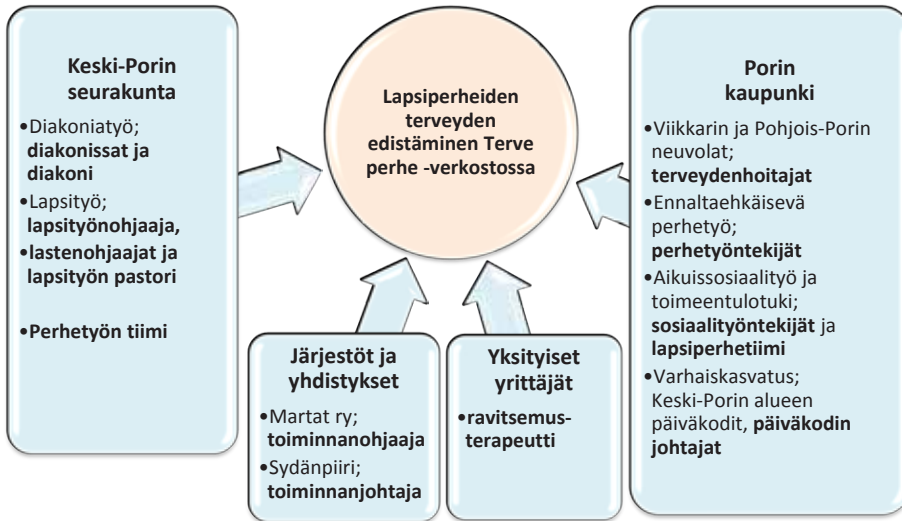 Keski-Porin
seurakunta
•Diakoniatyö;
diakonissat ja
diakoni
•Lapsityö;
lapsityönohjaaja,
•lastenohjaajat ja
lapsityön pastori
•Perhetyön tiimi
Lapsiperheiden
terveyden
edistäminen Terve
perhe -verkostossa
Järjestöt ja
yhdistykset
•Martat ry;
toiminnanohjaaja
•Sydänpiiri;
toiminnanjohtaja
Yksityiset
yrittäjät
•ravitsemus-
terapeutti
Porin
kaupunki
•Viikkarin ja Pohjois-Porin
neuvolat;
terveydenhoitajat
•Ennaltaehkäisevä
perhetyö;
perhetyöntekijät
•Aikuissosiaalityö ja
toimeentulotuki;
sosiaalityöntekijät ja
lapsiperhetiimi
•Varhaiskasvatus;
Keski-Porin alueen
päiväkodit, päiväkodin
johtajat